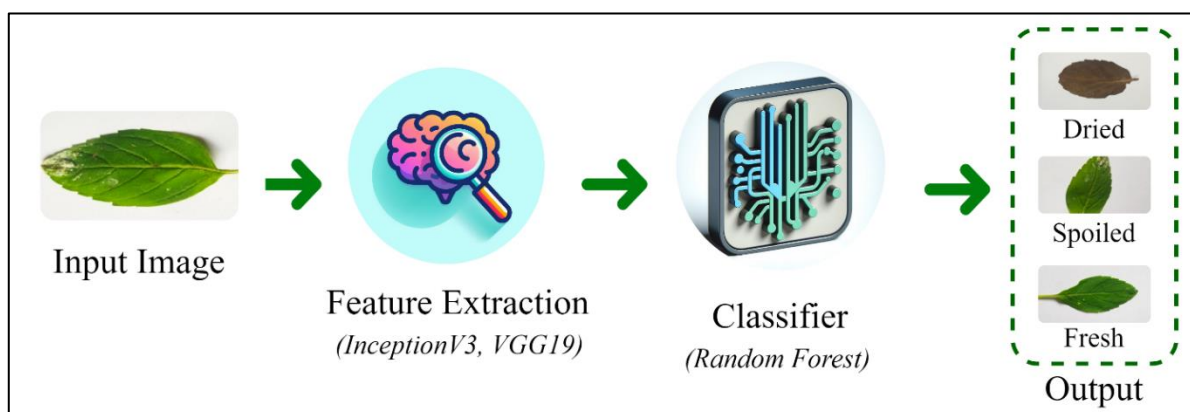 Input Image
Feature Extraction
(InceptionV3, VGG19)
Classifier
(Random Forest)
Dried
Spoiled
Fresh
Output